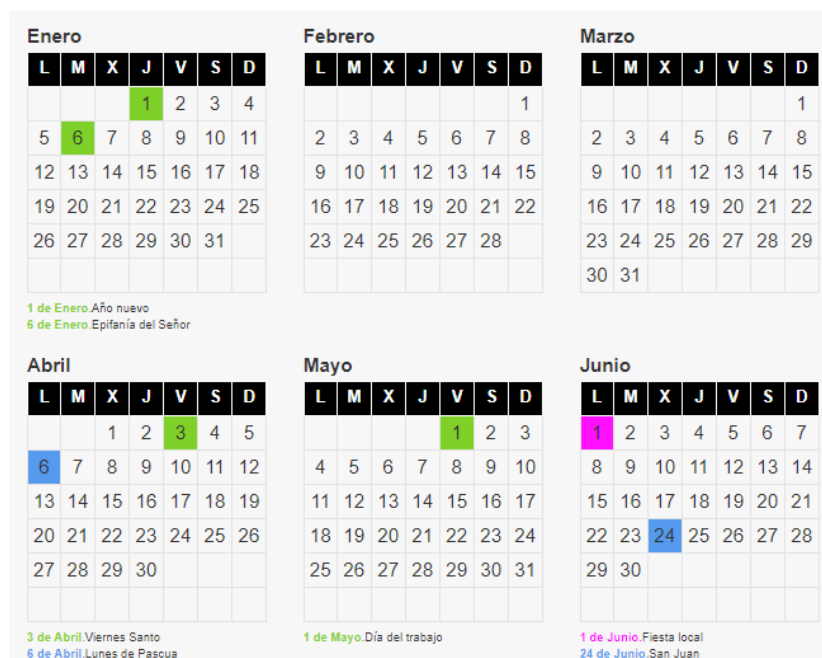 Enero
L M X J V S D
1 2 3 4
5 6 7 8 9 10 11
12 13 14 15 16 17 18
19 20 21 22 23 24 25
26 27 28 29 30 31
1 de Enero.Año nuevo
6 de Enero.Epifanía del Señor
Febrero
L M X J V S D
1
2 3 4 5 6 7 8
9 10 11 12 13 14 15
16 17 18 19 20 21 22
23 24 25 26 27 28
Marzo
L M X J V S D
1
2 3 4 5 6 7 8
9 10 11 12 13 14 15
16 17 18 19 20 21 22
23 24 25 26 27 28 29
30 31
Abril
L M X J V S D
1 2 3 4 5
6 7 8 9 10 11 12
13 14 15 16 17 18 19
20 21 22 23 24 25 26
27 28 29 30
3 de Abril.Viernes Santo
6 de Abril.Lunes de Pascua
Mayo
L M X J V S D
1 2 3
4 5 6 7 8 9 10
11 12 13 14 15 16 17
18 19 20 21 22 23 24
25 26 27 28 29 30 31
1 de Mayo.Día del trabajo
Junio
L M X J V S D
1 2 3 4 5 6 7
8 9 10 11 12 13 14
15 16 17 18 19 20 21
22 23 24 25 26 27 28
29 30
1 de Junio.Fiesta local
24 de Junio.San Juan